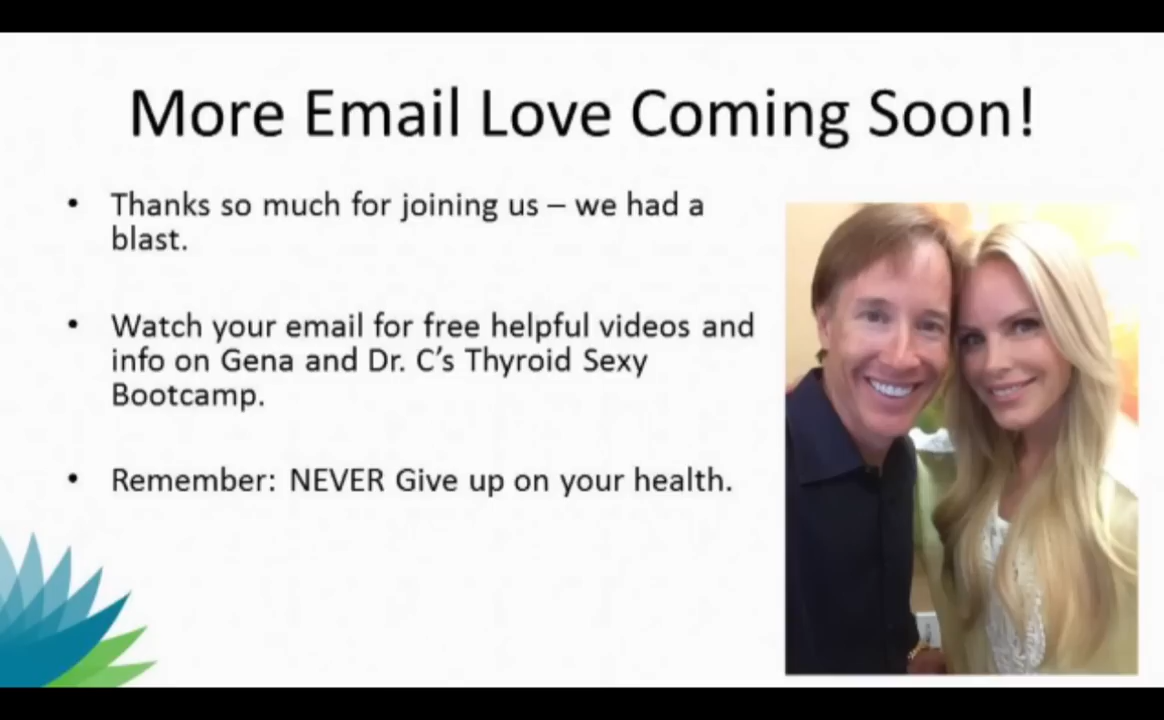 More Email Love Coming Soon!
• Thanks so much for joining us – we had a
blast.
• Watch your email for free helpful videos and
info on Gena and Dr. C’s Thyroid Sexy
Bootcamp.
• Remember: NEVER Give up on your health.